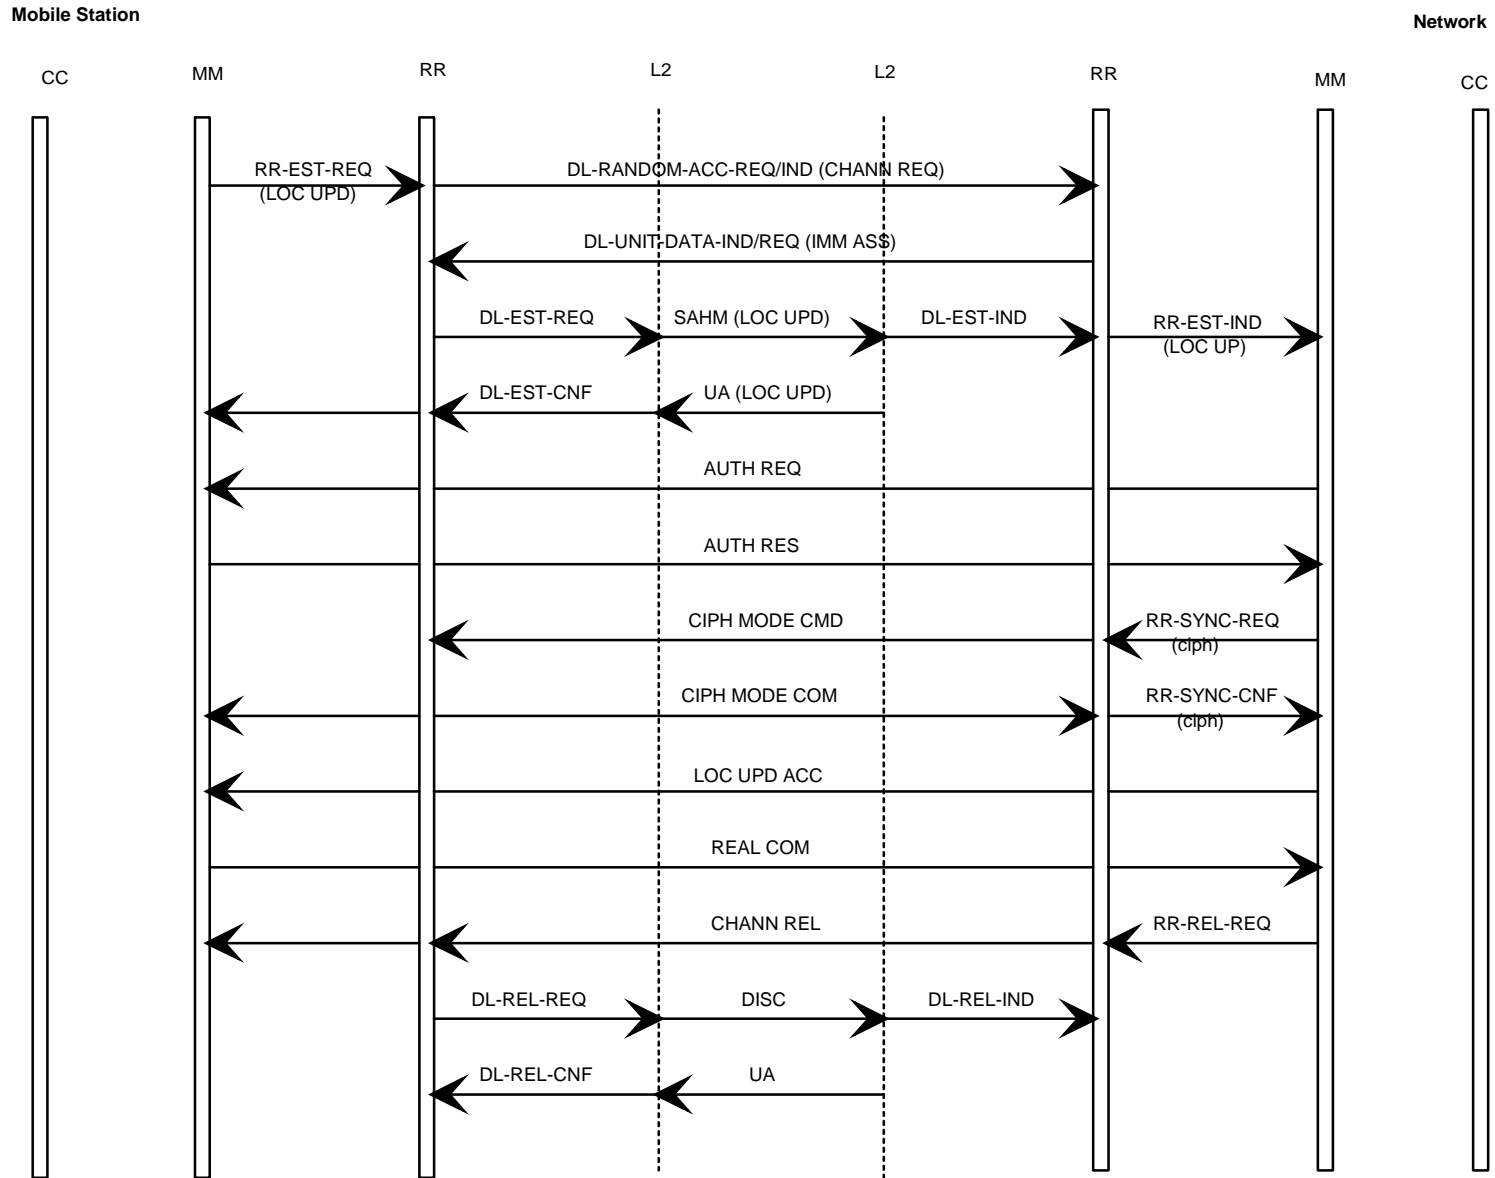 Mobile Station
Network
CC
MM
RR
L2
L2
RR
MM
CC
RR-EST-REQ
(LOC UPD)
DL-RANDOM-ACC-REQ/IND (CHANN REQ)
DL-UNIT-DATA-IND/REQ (IMM ASS)
DL-EST-REQ
SAHM (LOC UPD)
DL-EST-IND
RR-EST-IND
(LOC UP)
DL-EST-CNF
UA (LOC UPD)
AUTH REQ
AUTH RES
CIPH MODE CMD
RR-SYNC-REQ
(ciph)
CIPH MODE COM
RR-SYNC-CNF
(ciph)
LOC UPD ACC
REAL COM
CHANN REL
RR-REL-REQ
DL-REL-REQ
DISC
DL-REL-IND
DL-REL-CNF
UA